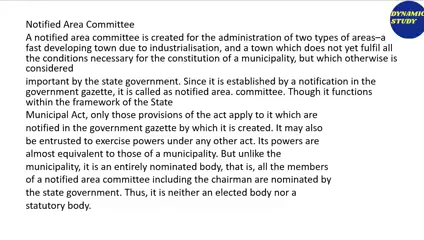 DYNAMIC
STUDY
Notified Area Committee
A notified area committee is created for the administration of two types of areas–a
fast developing town due to industrialisation, and a town which does not yet fulfil all
the conditions necessary for the constitution of a municipality, but which otherwise is
considered
important by the state government. Since it is established by a notification in the
government gazette, it is called as notified area. committee. Though it functions
within the framework of the State
Municipal Act, only those provisions of the act apply to it which are
notified in the government gazette by which it is created. It may also
be entrusted to exercise powers under any other act. Its powers are
almost equivalent to those of a municipality. But unlike the
municipality, it is an entirely nominated body, that is, all the members
of a notified area committee including the chairman are nominated by
the state government. Thus, it is neither an elected body nor a
statutory body.